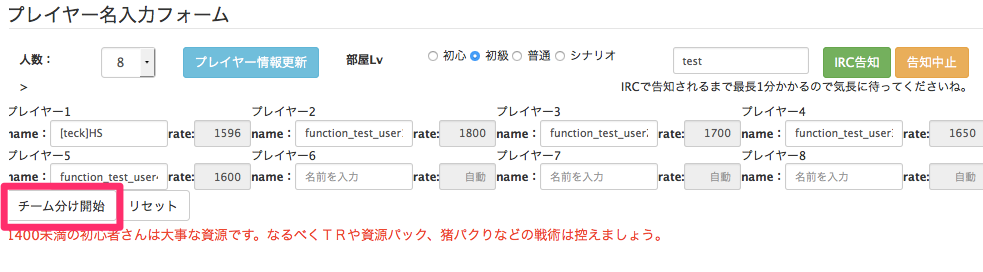 プレイヤー名入力フォーム
人数： 8 プレイヤー情報更新 部屋Lv 初心 初級 普通 シナリオ test IRC告知 告知中止
> IRCで告知されるまで最長1分かかるので気長に待ってくださいね。
プレイヤー1 プレイヤー2 プレイヤー3 プレイヤー4
name： [teck]HS rate: 1596 name： function_test_user rate: 1800 name： function_test_user2 rate: 1700 name： function_test_user rate: 1650
プレイヤー5 プレイヤー6 プレイヤー7 プレイヤー8
name： function_test_user rate: 1600 name： 名前を入力 rate: 自動 name： 名前を入力 rate: 自動 name： 名前を入力 rate: 自動
チーム分け開始 リセット
1400未満の初心者さんは大事な資源です。なるべくＴＲや資源パック、猪パクりなどの戦術は控えましょう。